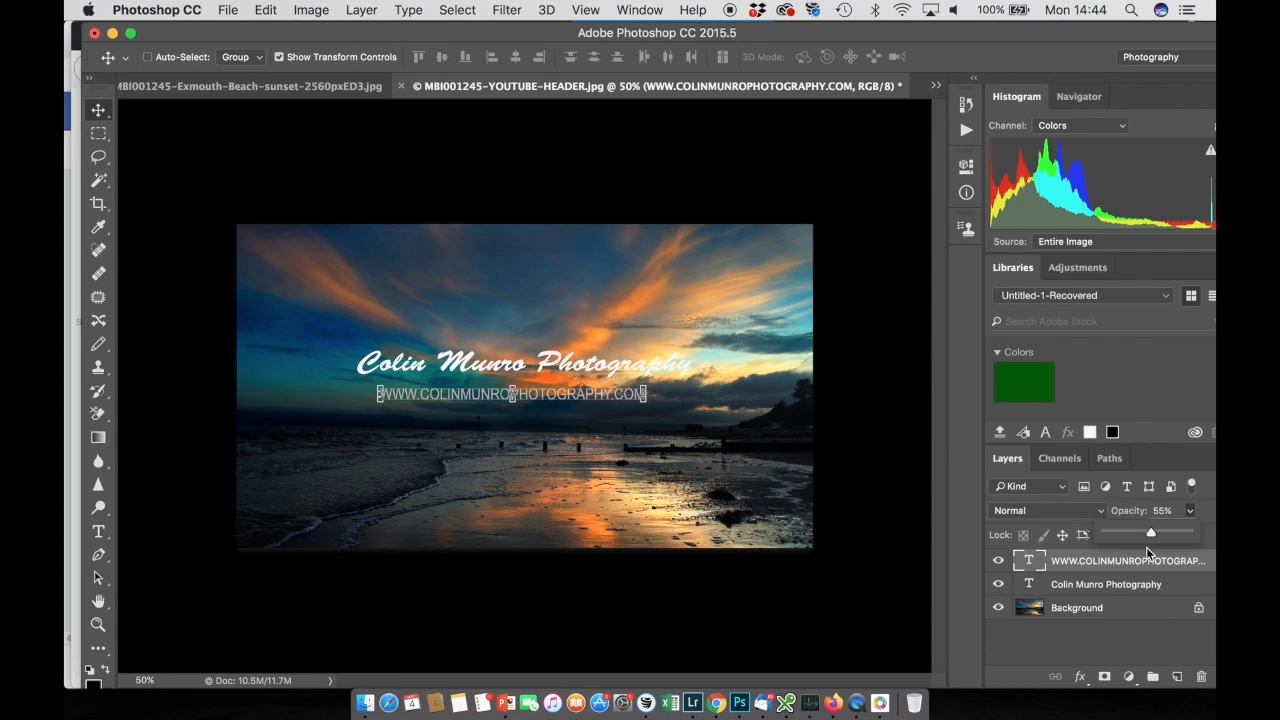 Photoshop CC File Edit Image Layer Type Select Filter 3D View Window Help 100% Mon 14:44
Adobe Photoshop CC 2015.5
Auto-Select: Group Show Transform Controls 3D Mode: Photography
MBI001245-Exmouth-Beach-sunset-2560pxED3.jpg × © MBI001245-YOUTUBE-HEADER.jpg @ 50% (WWW.COLINMUNROPHOTOGRAPHY.COM, RGB/8) *
Histogram Navigator
Channel: Colors
Source: Entire Image
Libraries Adjustments
Untitled-1-Recovered
Search Adobe Stock
Colors
Colin Munro Photography
WWW.COLINMUNROPHOTOGRAPHY.COM
Layers Channels Paths
Kind
Normal Opacity: 55%
Lock:
WWW.COLINMUNROPHOTOGRAP...
Colin Munro Photography
Background
50% © Doc: 10.5M/11.7M
Lr Ps